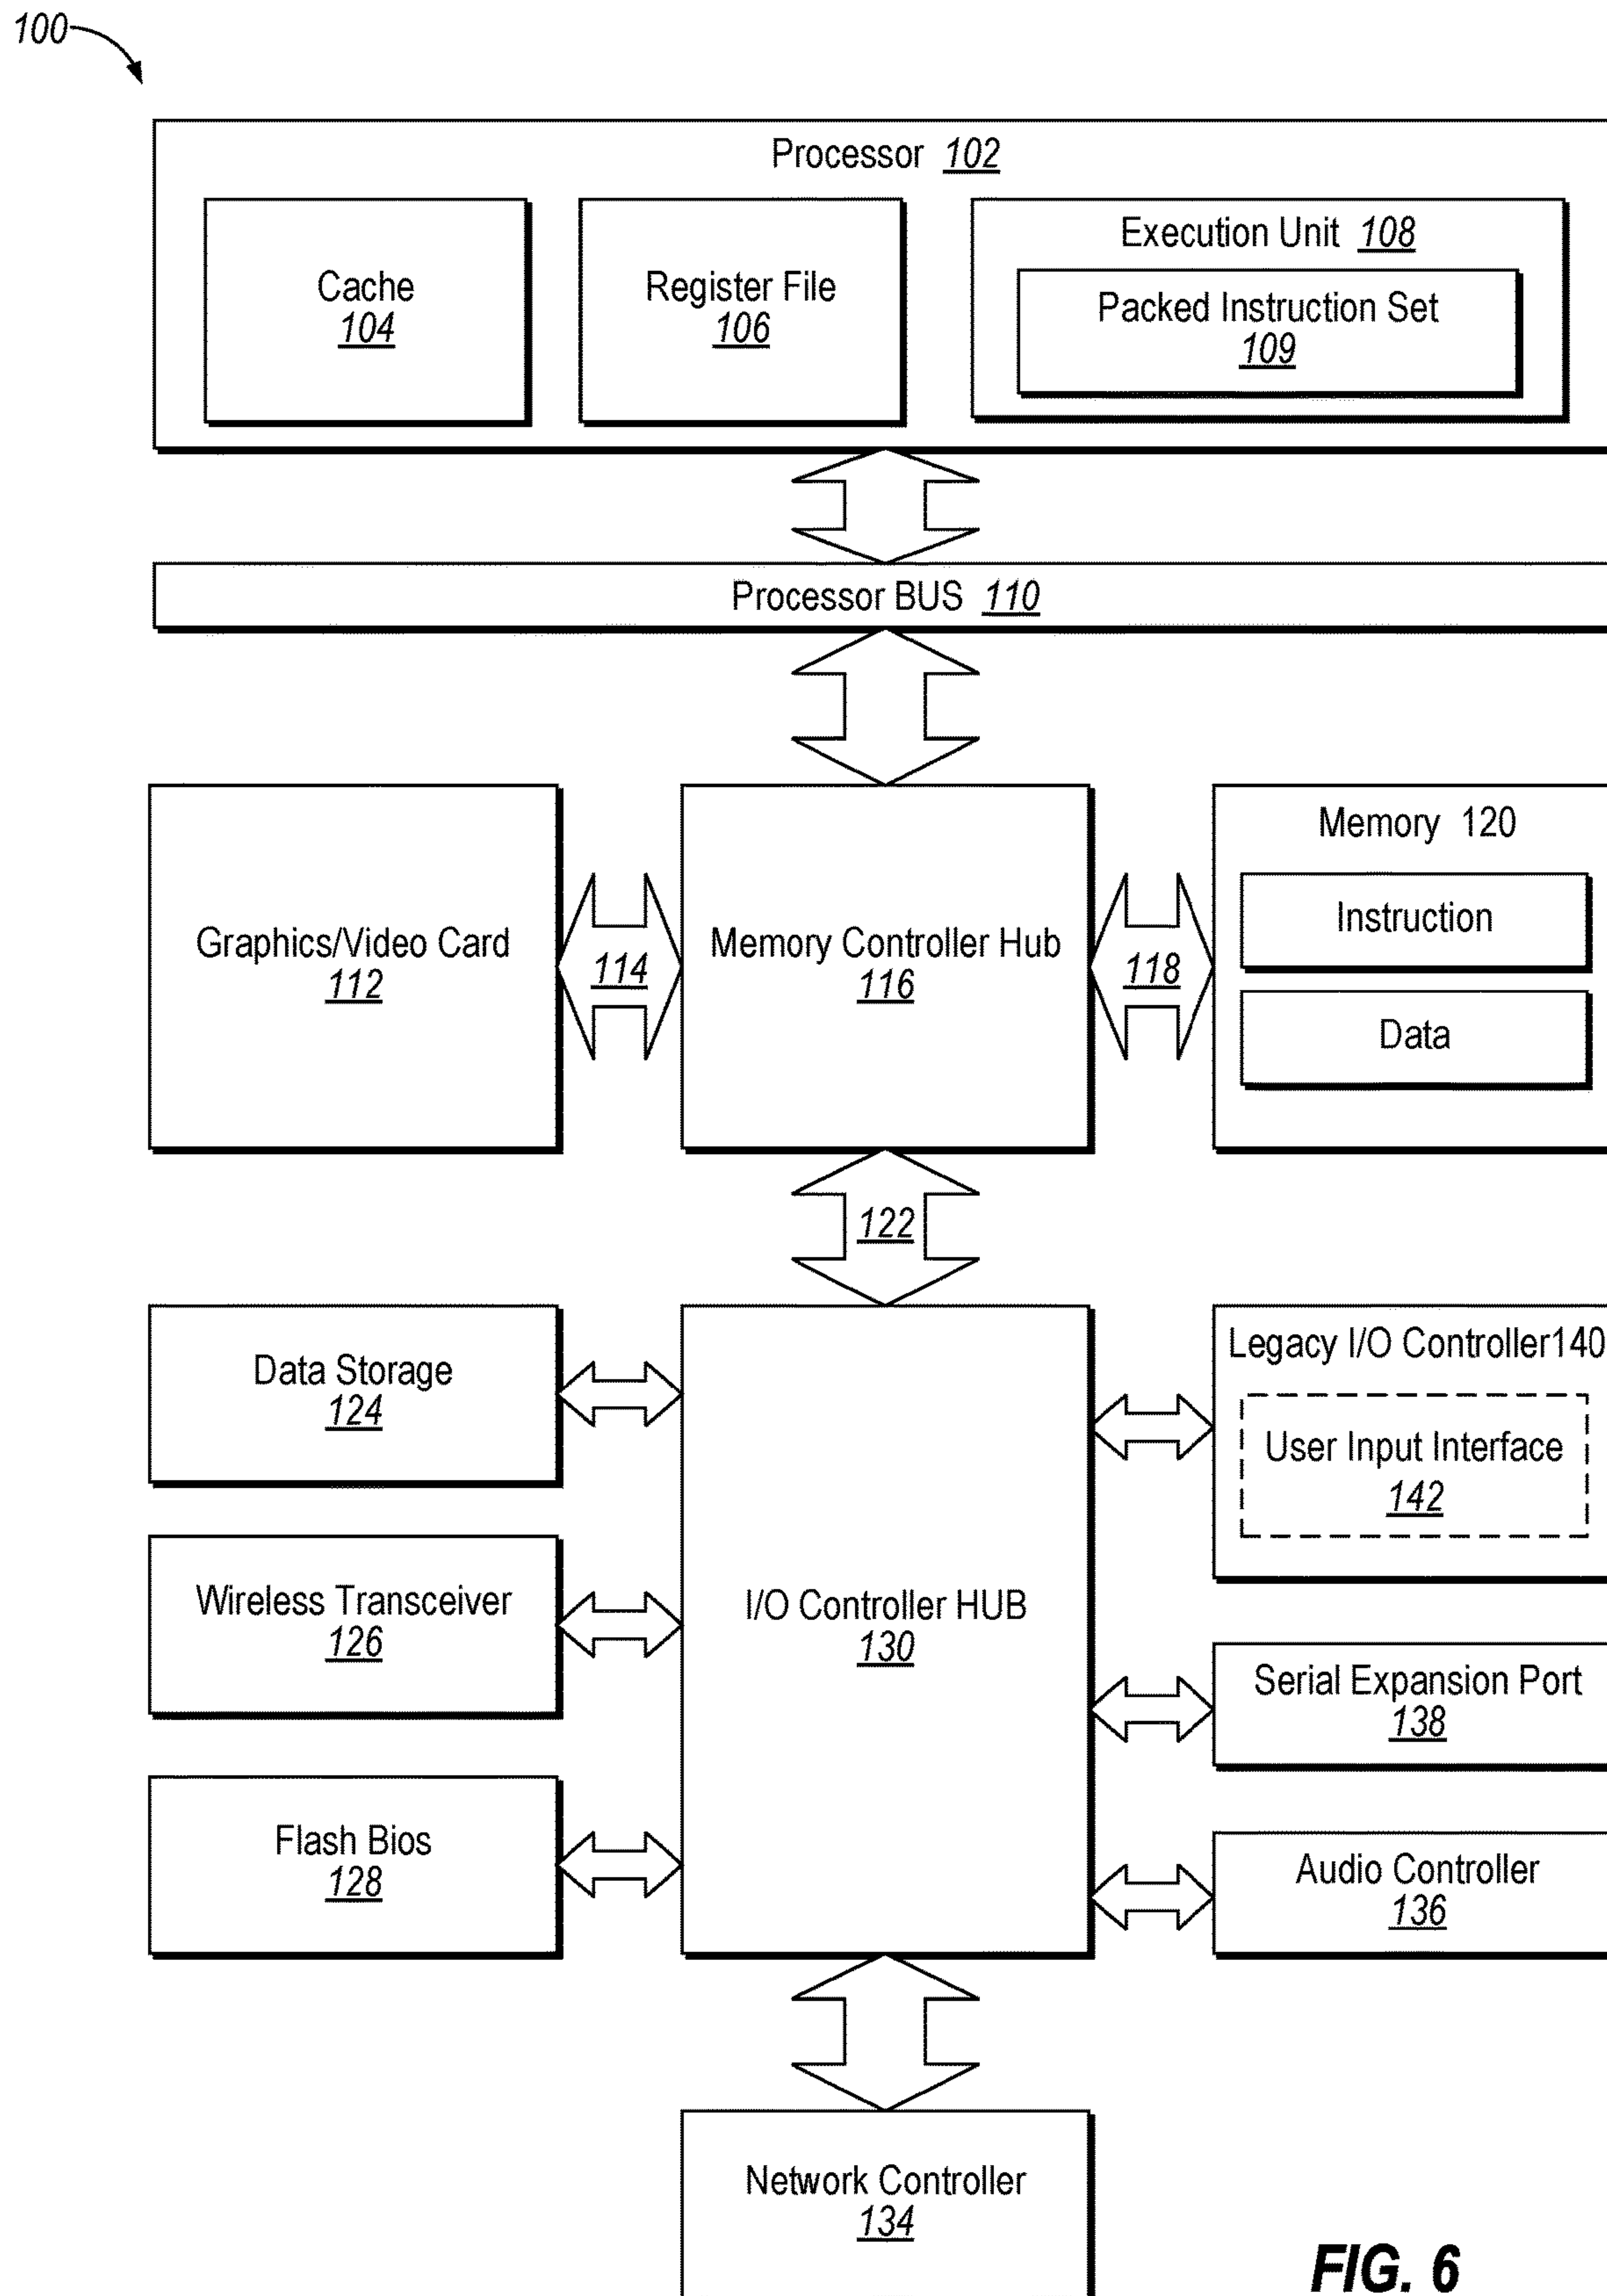 100
Processor 102
Cache
104
Register File
106
Execution Unit 108
Packed Instruction Set
109
Processor BUS 110
Graphics/Video Card
112
114
Memory Controller Hub
116
118
Memory 120
Instruction
Data
122
Data Storage
124
Wireless Transceiver
126
Flash Bios
128
I/O Controller HUB
130
Legacy I/O Controller140
User Input Interface
142
Serial Expansion Port
138
Audio Controller
136
Network Controller
134
FIG. 6